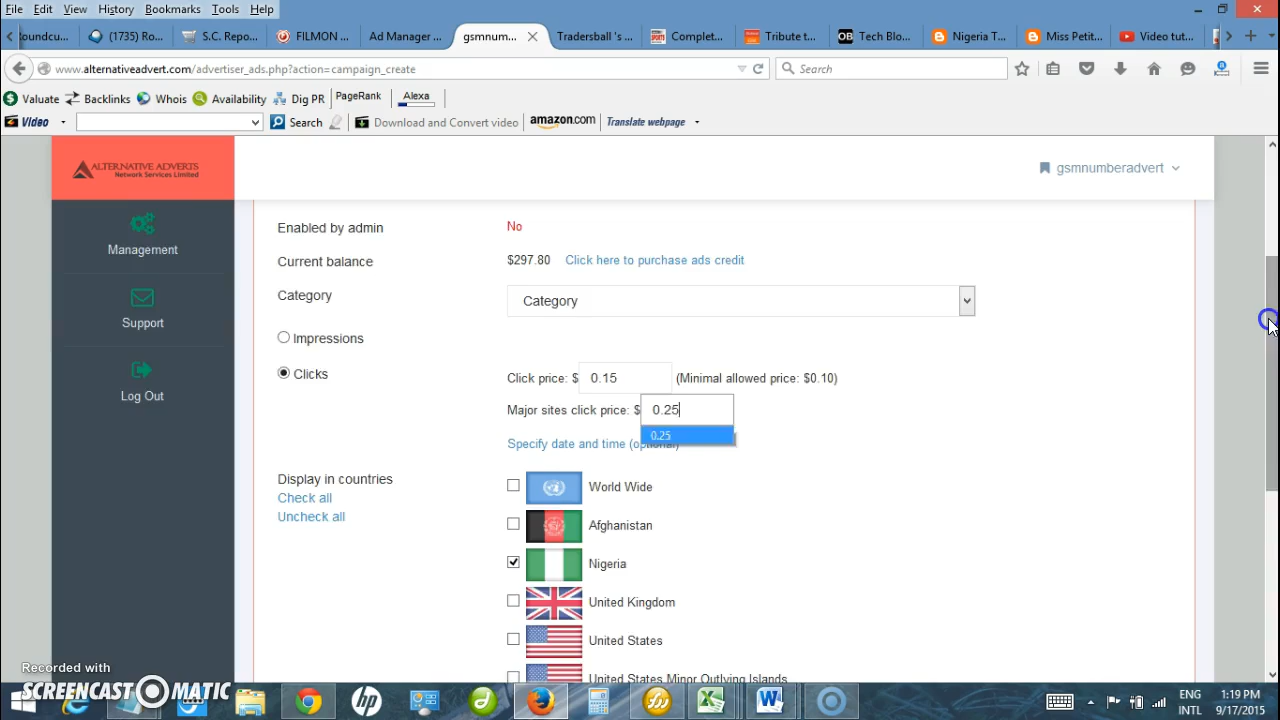 File Edit View History Bookmarks Tools Help
oundcu... (1735) Ro... S.C. Repo... FILMON ... Ad Manager ... gsmnum... Tradersball 's ... Complet... Tribute t... OB Tech Blo... Nigeria T... Miss Petit... Video tut...
www.alternativeadvert.com/advertiser_ads.php?action=campaign_create Search
Valuate Backlinks Whois Availability Dig PR PageRank Alexa
Video Search Download and Convert video amazon.com Translate webpage
ALTERNATIVE ADVERTS
Network Services Limited
gsmnumberadvert
Management
Support
Log Out
Enabled by admin No
Current balance $297.80 Click here to purchase ads credit
Category Category
Impressions
Clicks Click price: $ 0.15 (Minimal allowed price: $0.10)
Major sites click price: $ 0.25
0.25
Specify date and time (optional)
Display in countries
Check all
Uncheck all
World Wide
Afghanistan
Nigeria
United Kingdom
United States
United States Minor Outlying Islands
Recorded with
SCREENCAST-O-MATIC
ENG 1:19 PM
INTL 9/17/2015